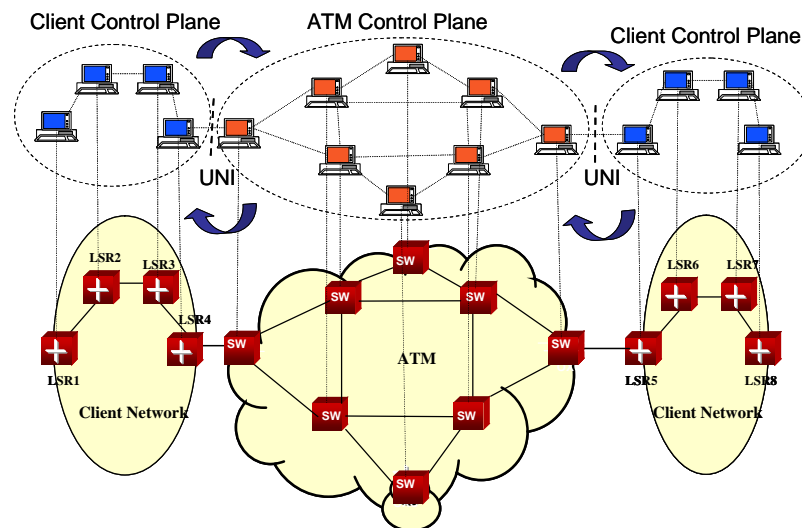 Client Control Plane
ATM Control Plane
Client Control Plane
UNI
UNI
LSR2
LSR3
LSR4
LSR1
Client Network
SW
SW
SW
SW
SW
SW
SW
SW
ATM
LSR6
LSR7
LSR5
LSR8
Client Network